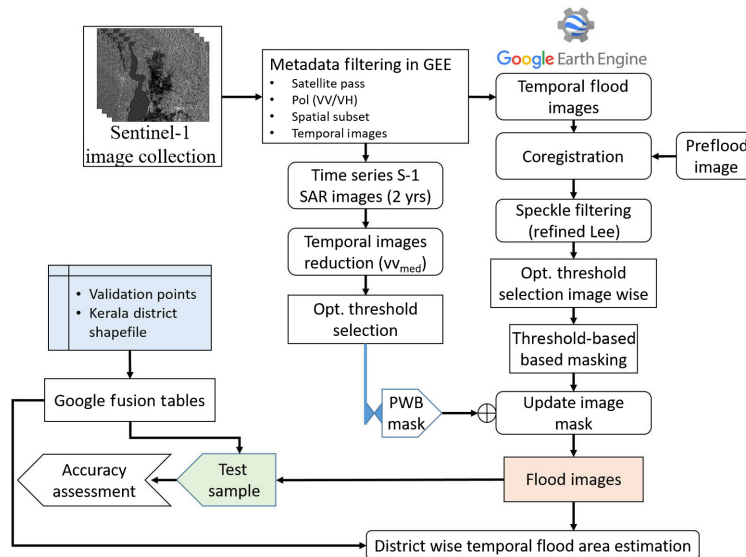 Google Earth Engine
Metadata filtering in GEE
• Satellite pass
• Pol (VV/VH)
• Spatial subset
• Temporal images
Sentinel-1
image collection
Temporal flood
images
Coregistration
Preflood
image
Time series S-1
SAR images (2 yrs)
Speckle filtering
(refined Lee)
Temporal images
reduction (vvmed)
Opt. threshold
selection image wise
• Validation points
• Kerala district
shapefile
Opt. threshold
selection
Threshold-based
based masking
Google fusion tables
PWB
mask
Update image
mask
Accuracy
assessment
Test
sample
Flood images
District wise temporal flood area estimation